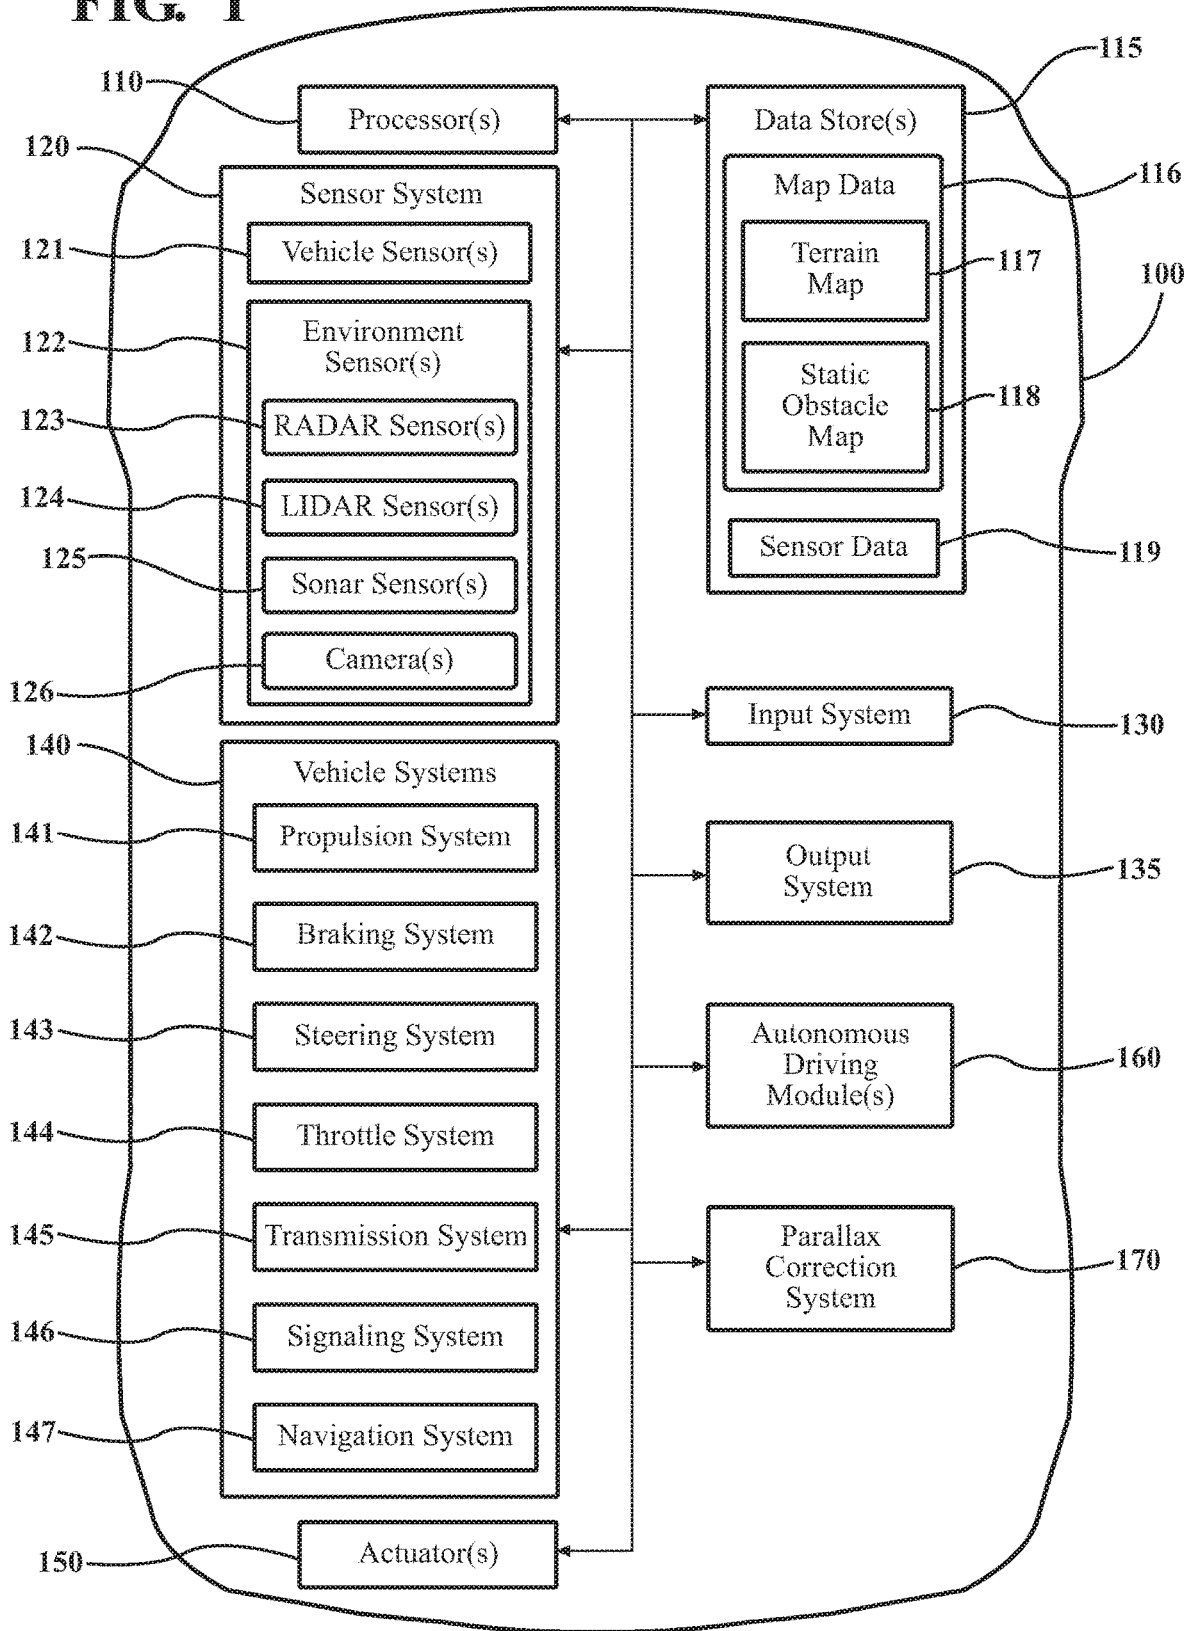 FIG. 1
110
Processor(s)
120
Sensor System
121
Vehicle Sensor(s)
122
Environment
Sensor(s)
123
RADAR Sensor(s)
124
LIDAR Sensor(s)
125
Sonar Sensor(s)
126
Camera(s)
140
Vehicle Systems
141
Propulsion System
142
Braking System
143
Steering System
144
Throttle System
145
Transmission System
146
Signaling System
147
Navigation System
150
Actuator(s)
115
Data Store(s)
116
Map Data
117
Terrain
Map
118
Static
Obstacle
Map
119
Sensor Data
100
130
Input System
135
Output
System
160
Autonomous
Driving
Module(s)
170
Parallax
Correction
System